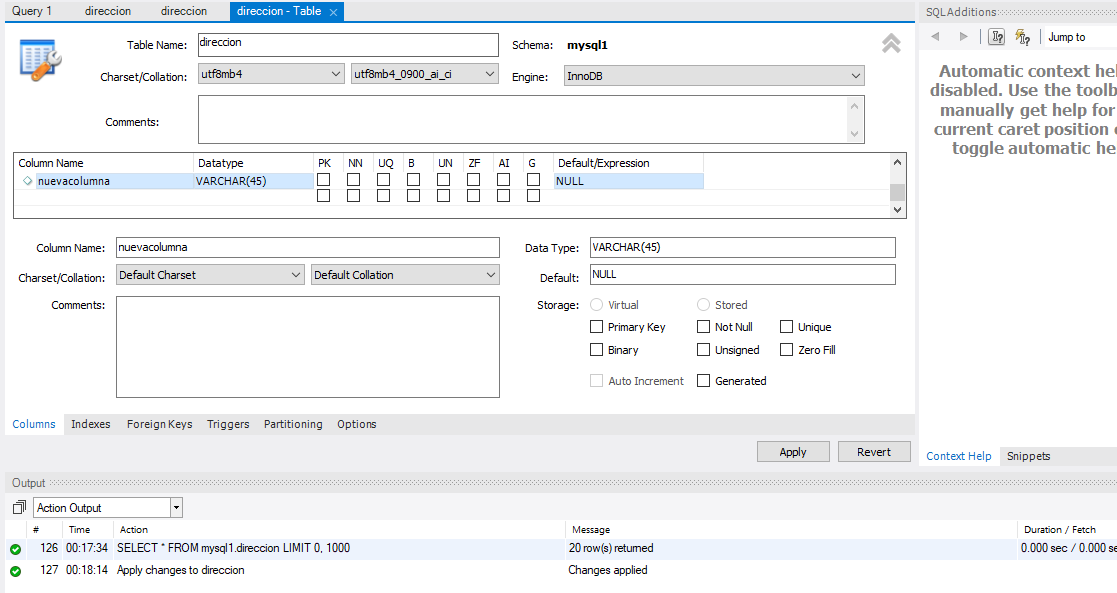 Query 1 direccion direccion direccion - Table
SQLAdditions
Jump to
Table Name: direccion Schema: mysql1
Charset/Collation: utf8mb4 utf8mb4_0900_ai_ci Engine: InnoDB
Comments:
Automatic context hel
disabled. Use the toolb
manually get help for
current caret position o
toggle automatic he
Column Name Datatype PK NN UQ B UN ZF AI G Default/Expression
nuevacolumna VARCHAR(45) NULL
Column Name: nuevacolumna Data Type: VARCHAR(45)
Charset/Collation: Default Charset Default Collation Default: NULL
Comments: Storage: Virtual Stored
Primary Key Not Null Unique
Binary Unsigned Zero Fill
Auto Increment Generated
Columns Indexes Foreign Keys Triggers Partitioning Options
Apply Revert
Context Help Snippets
Output
Action Output
# Time Action Message Duration / Fetch
126 00:17:34 SELECT * FROM mysql1.direccion LIMIT 0, 1000 20 row(s) returned 0.000 sec / 0.000 se
127 00:18:14 Apply changes to direccion Changes applied